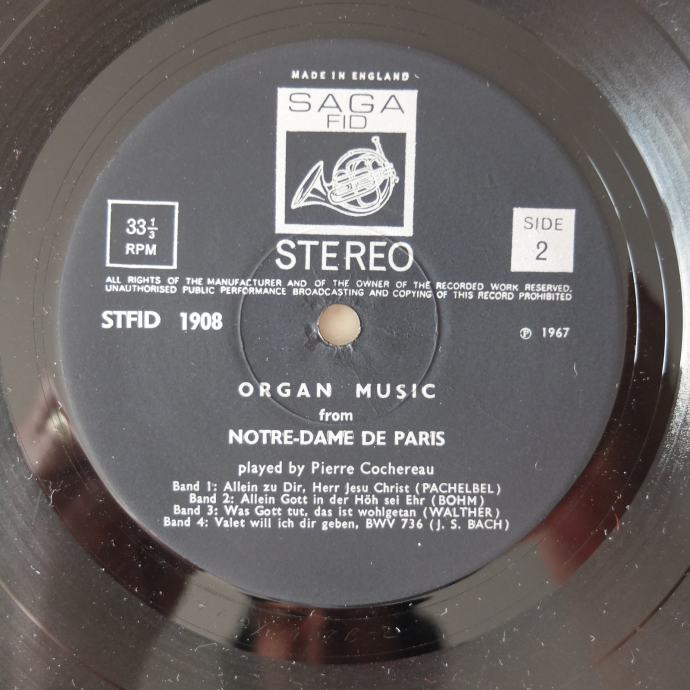 MADE IN ENGLAND
SAGA
FID
33⅓
RPM
STEREO
SIDE
2
ALL RIGHTS OF THE MANUFACTURER AND OF THE OWNER OF THE RECORDED WORK RESERVED.
UNAUTHORISED PUBLIC PERFORMANCE BROADCASTING AND COPYING OF THIS RECORD PROHIBITED
STFID 1908
℗ 1967
ORGAN MUSIC
from
NOTRE-DAME DE PARIS
played by Pierre Cochereau
Band 1: Allein zu Dir, Herr Jesu Christ (PACHELBEL)
Band 2: Allein Gott in der Höh sei Ehr (BOHM)
Band 3: Was Gott tut, das ist wohlgetan (WALTHER)
Band 4: Valet will ich dir geben, BWV 736 (J. S. BACH)